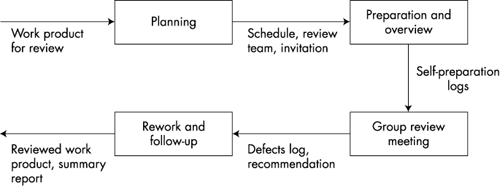 Work product
for review
Planning
Schedule, review
team, invitation
Preparation and
overview
Self-preparation
logs
Group review
meeting
Defects log,
recommendation
Rework and
follow-up
Reviewed work
product, summary
report